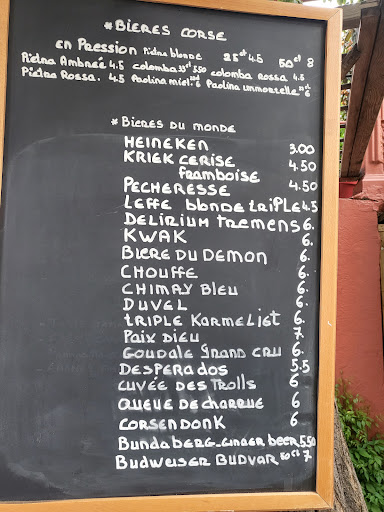 *BIÈRES CORSE
en Pression Pietra blonde 25cl 4.5 50cl 8
Pietra Ambrée 4.5 colomba 33cl 5.50 colomba rossa 4.5
Pietra Rossa. 4.5 Paolina miel 6 Paolina immortelle 6
*BIERES DU MONDE
HEINEKEN 3.00
KRIEK CERISE 4.50
framboise
PECHERESSE 4.50
LEFFE blonde triPLE 4.5
DELIRIUM tremens 6.
KWAK 6.
BIERE DU DEMON 6.
CHOUFFE 6.
CHIMAY BLEU 6.
DUVEL 6.
tRIPLE Karmeliet 6.
PAIX DIEU 7.
GOUDALE GRAND CRU 6.
DESPERADOS 5.5
CUVÉE DES TROLLS 6
QUEUE DE CHARRUE 6
CORSENDONK 6
Bundaberg_GINGER BEER 5.50
Budweiser BUDVAR 50cl 7